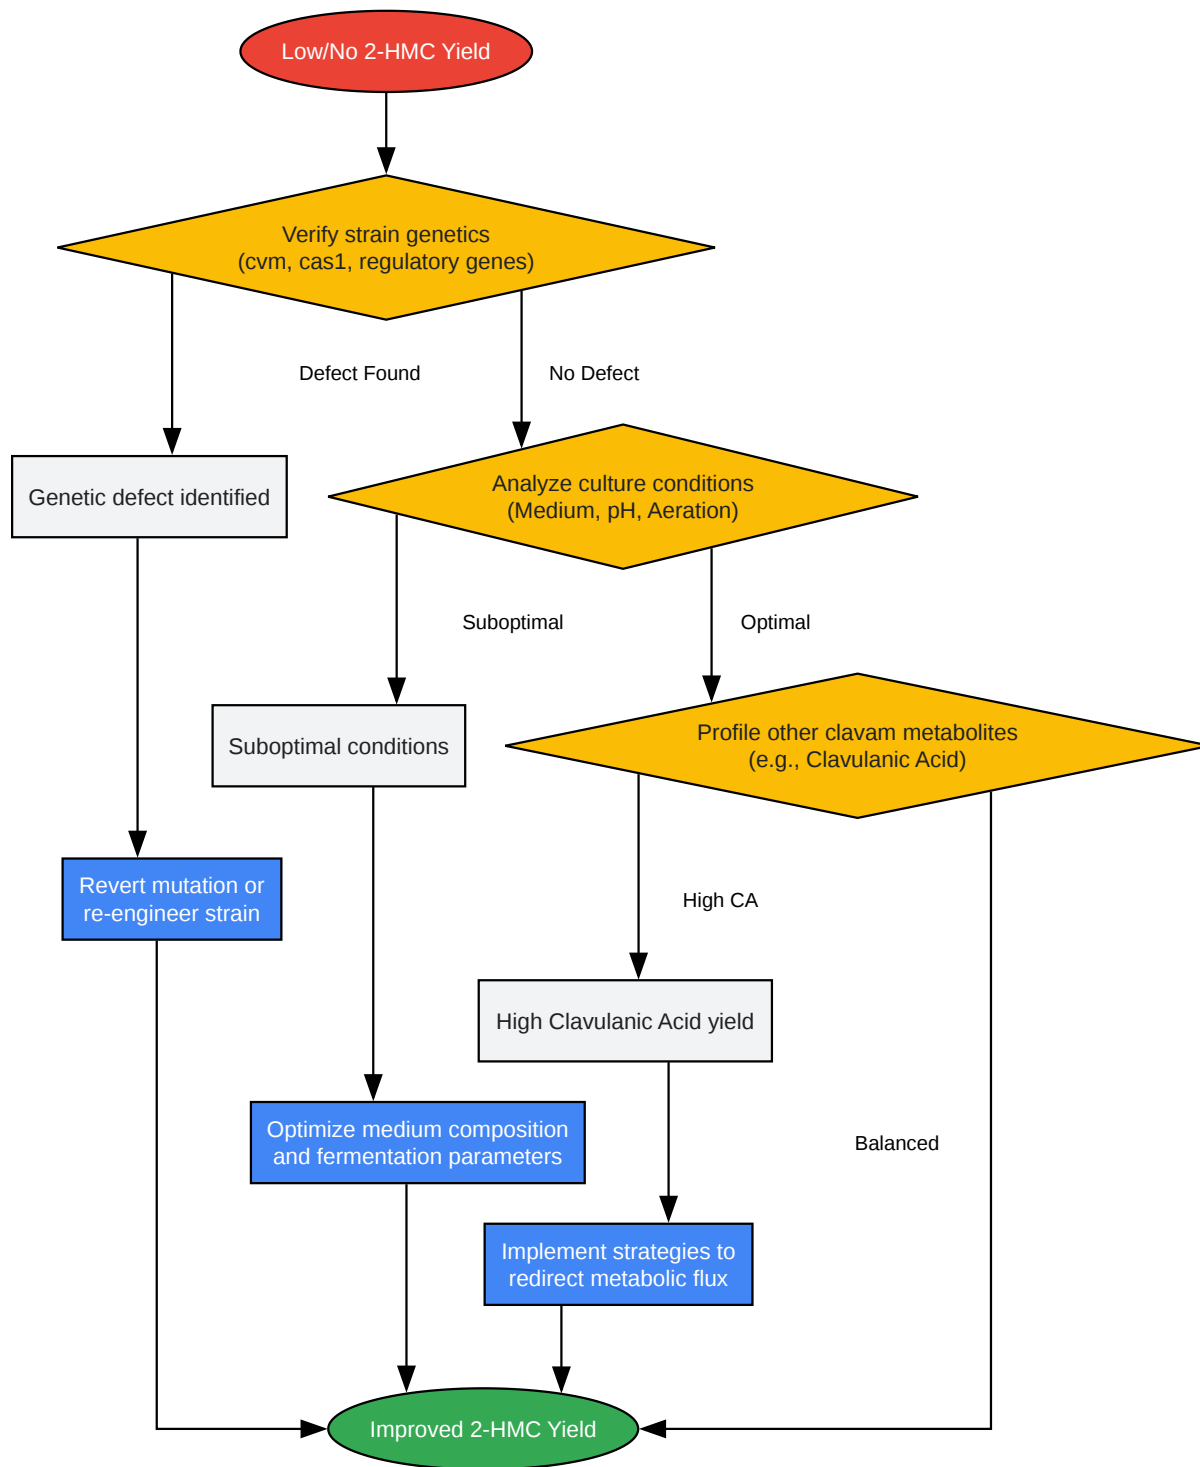 Low/No 2-HMC Yield
Verify strain genetics
(cvm, cas1, regulatory genes)
Defect Found
No Defect
Genetic defect identified
Analyze culture conditions
(Medium, pH, Aeration)
Suboptimal
Optimal
Suboptimal conditions
Profile other clavam metabolites
(e.g., Clavulanic Acid)
Revert mutation or
re-engineer strain
High CA
High Clavulanic Acid yield
Optimize medium composition
and fermentation parameters
Balanced
Implement strategies to
redirect metabolic flux
Improved 2-HMC Yield